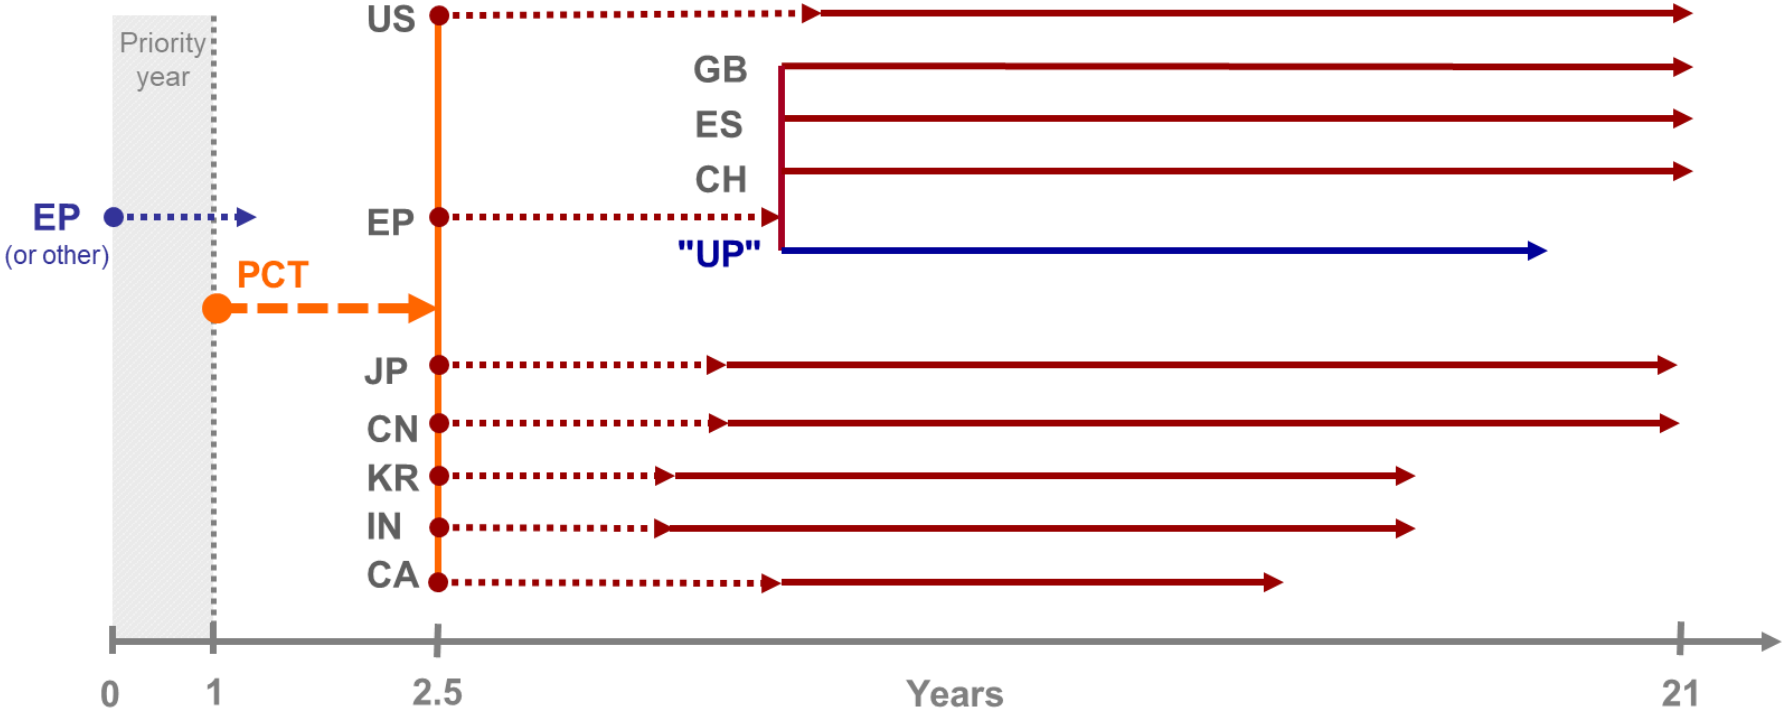 US
Priority
year
GB
ES
CH
EP
(or other)
EP
"UP"
PCT
JP
CN
KR
IN
CA
0
1
2.5
Years
21